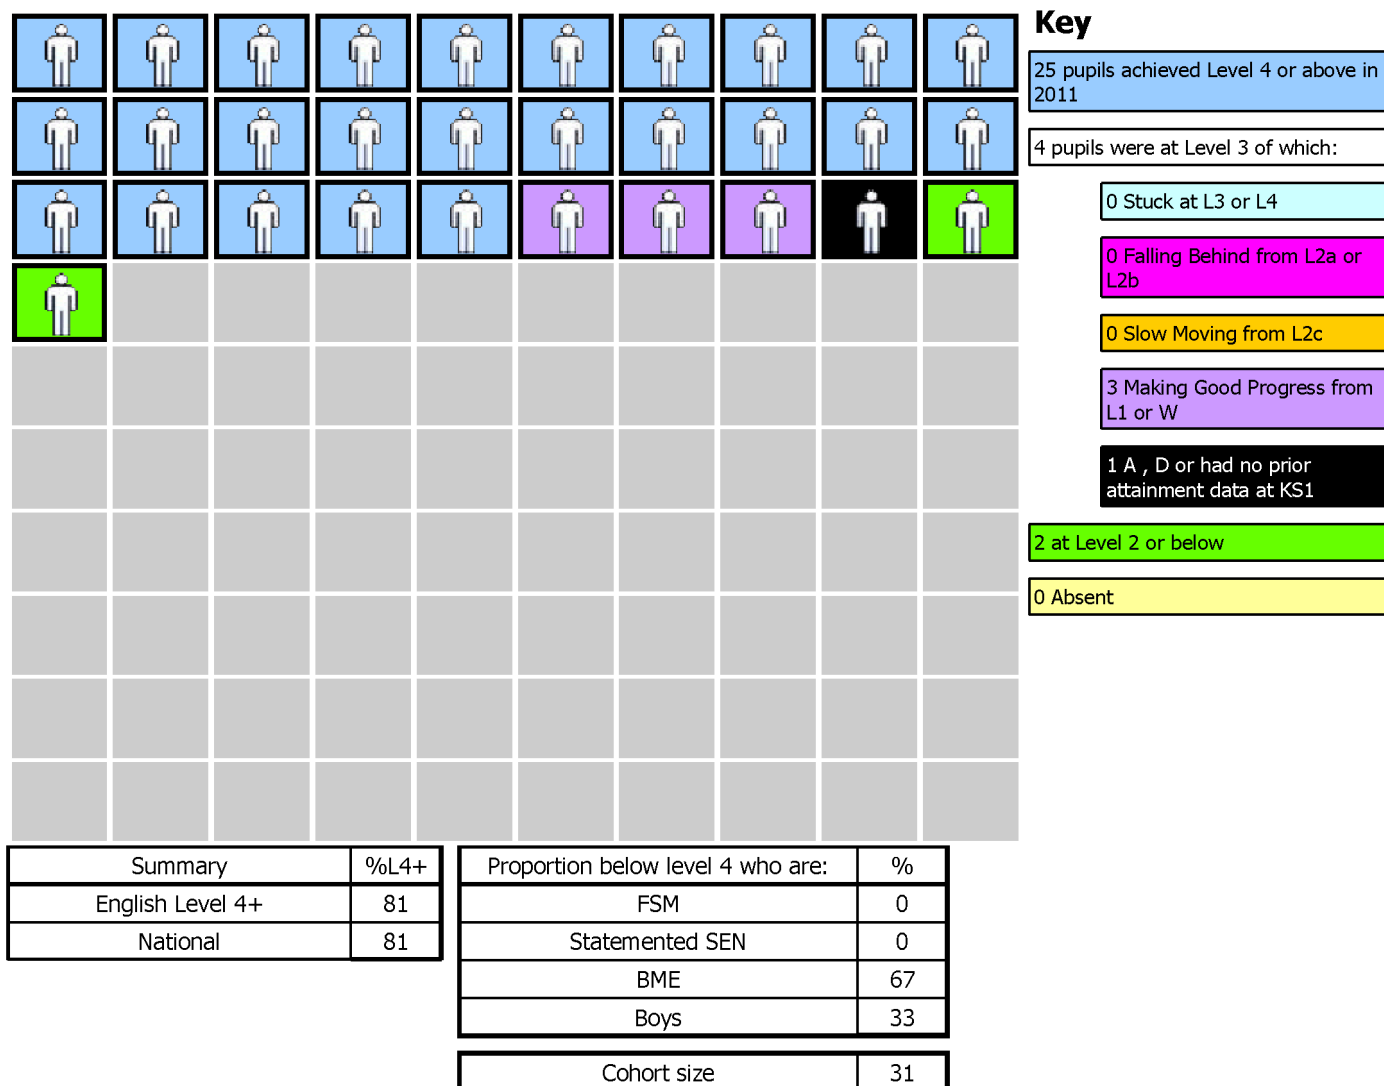 Key
25 pupils achieved Level 4 or above in
2011
4 pupils were at Level 3 of which:
0 Stuck at L3 or L4
0 Falling Behind from L2a or
L2b
0 Slow Moving from L2c
3 Making Good Progress from
L1 or W
1 A , D or had no prior
attainment data at KS1
2 at Level 2 or below
0 Absent
Summary %L4+
English Level 4+ 81
National 81
Proportion below level 4 who are: %
FSM 0
Statemented SEN 0
BME 67
Boys 33
Cohort size 31